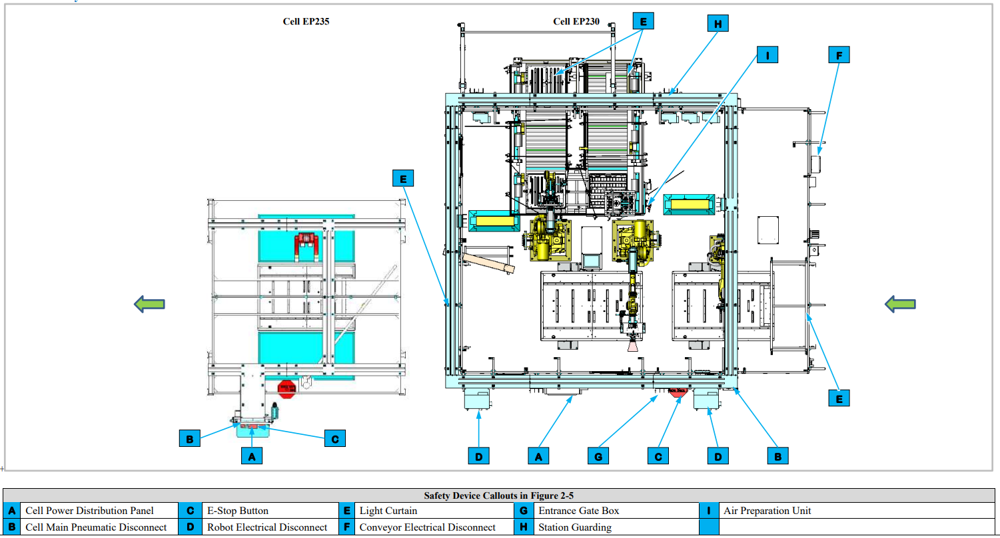 Cell EP235
Cell EP230
E
H
I
F
E
E
B
A
C
D
A
G
C
D
B
Safety Device Callouts in Figure 2-5
A Cell Power Distribution Panel C E-Stop Button E Light Curtain G Entrance Gate Box I Air Preparation Unit
B Cell Main Pneumatic Disconnect D Robot Electrical Disconnect F Conveyor Electrical Disconnect H Station Guarding